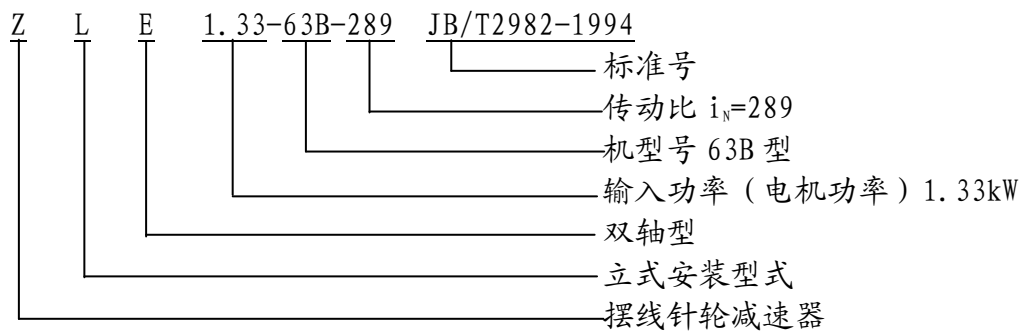 Z L E 1.33-63B-289 JB/T2982-1994
标准号
传动比 iN=289
机型号 63B 型
输入功率（电机功率）1.33kW
双轴型
立式安装型式
摆线针轮减速器